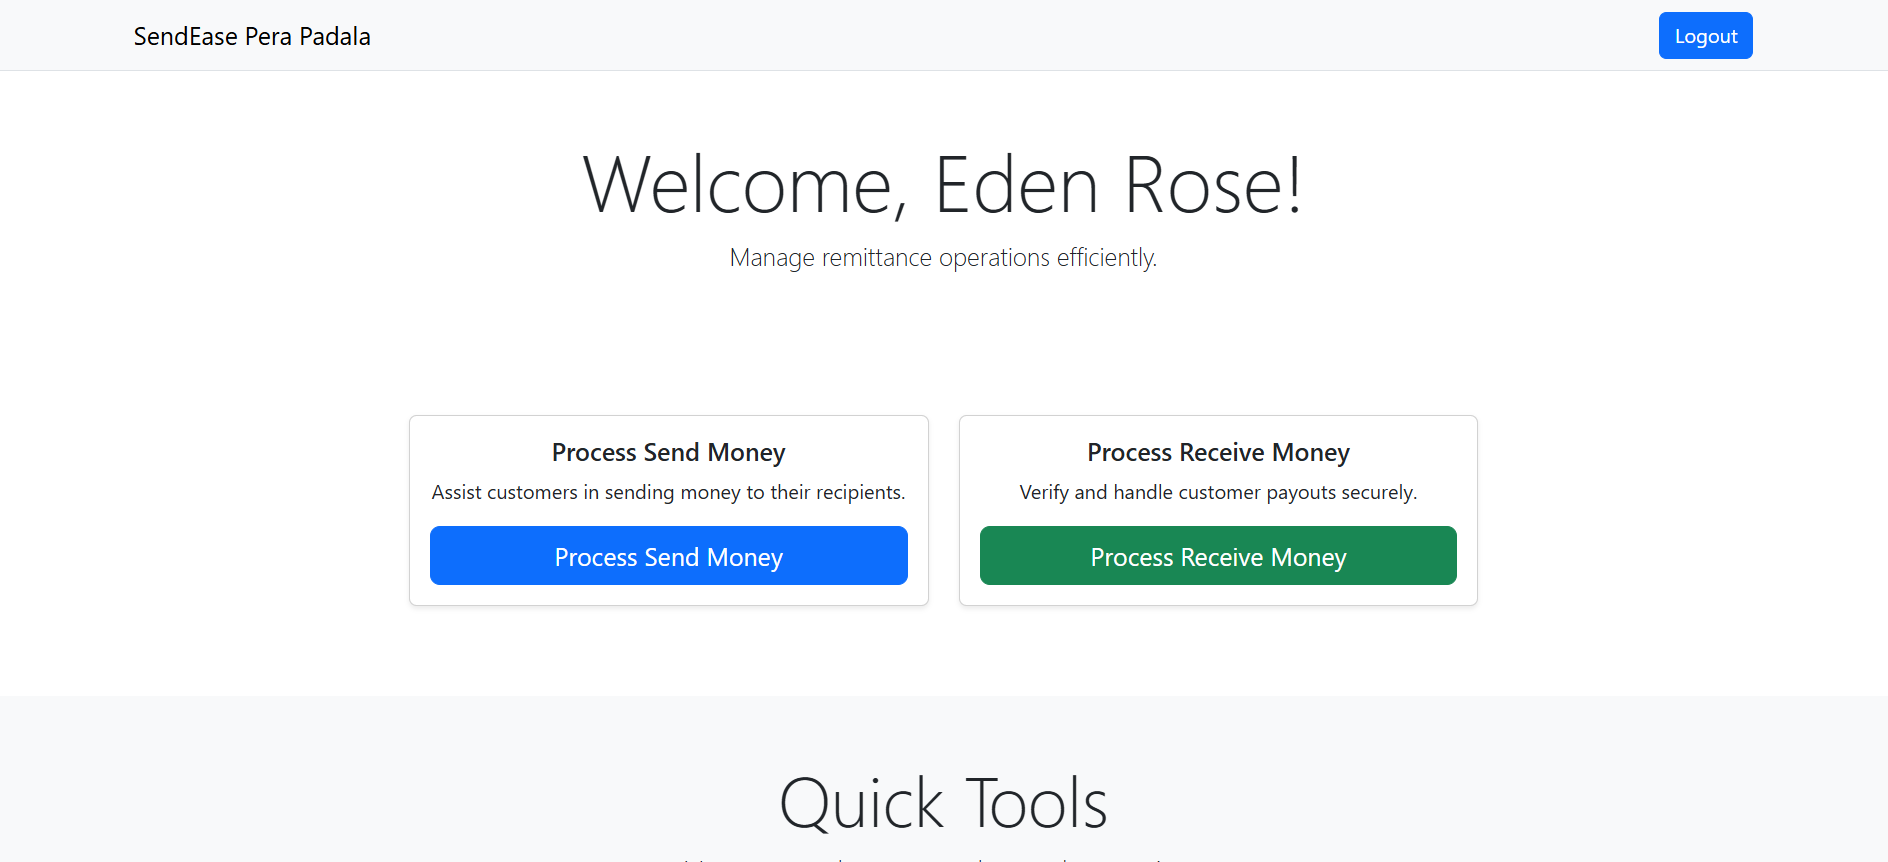 SendEase Pera Padala
Logout
Welcome, Eden Rose!
Manage remittance operations efficiently.
Process Send Money
Assist customers in sending money to their recipients.
Process Send Money
Process Receive Money
Verify and handle customer payouts securely.
Process Receive Money
Quick Tools